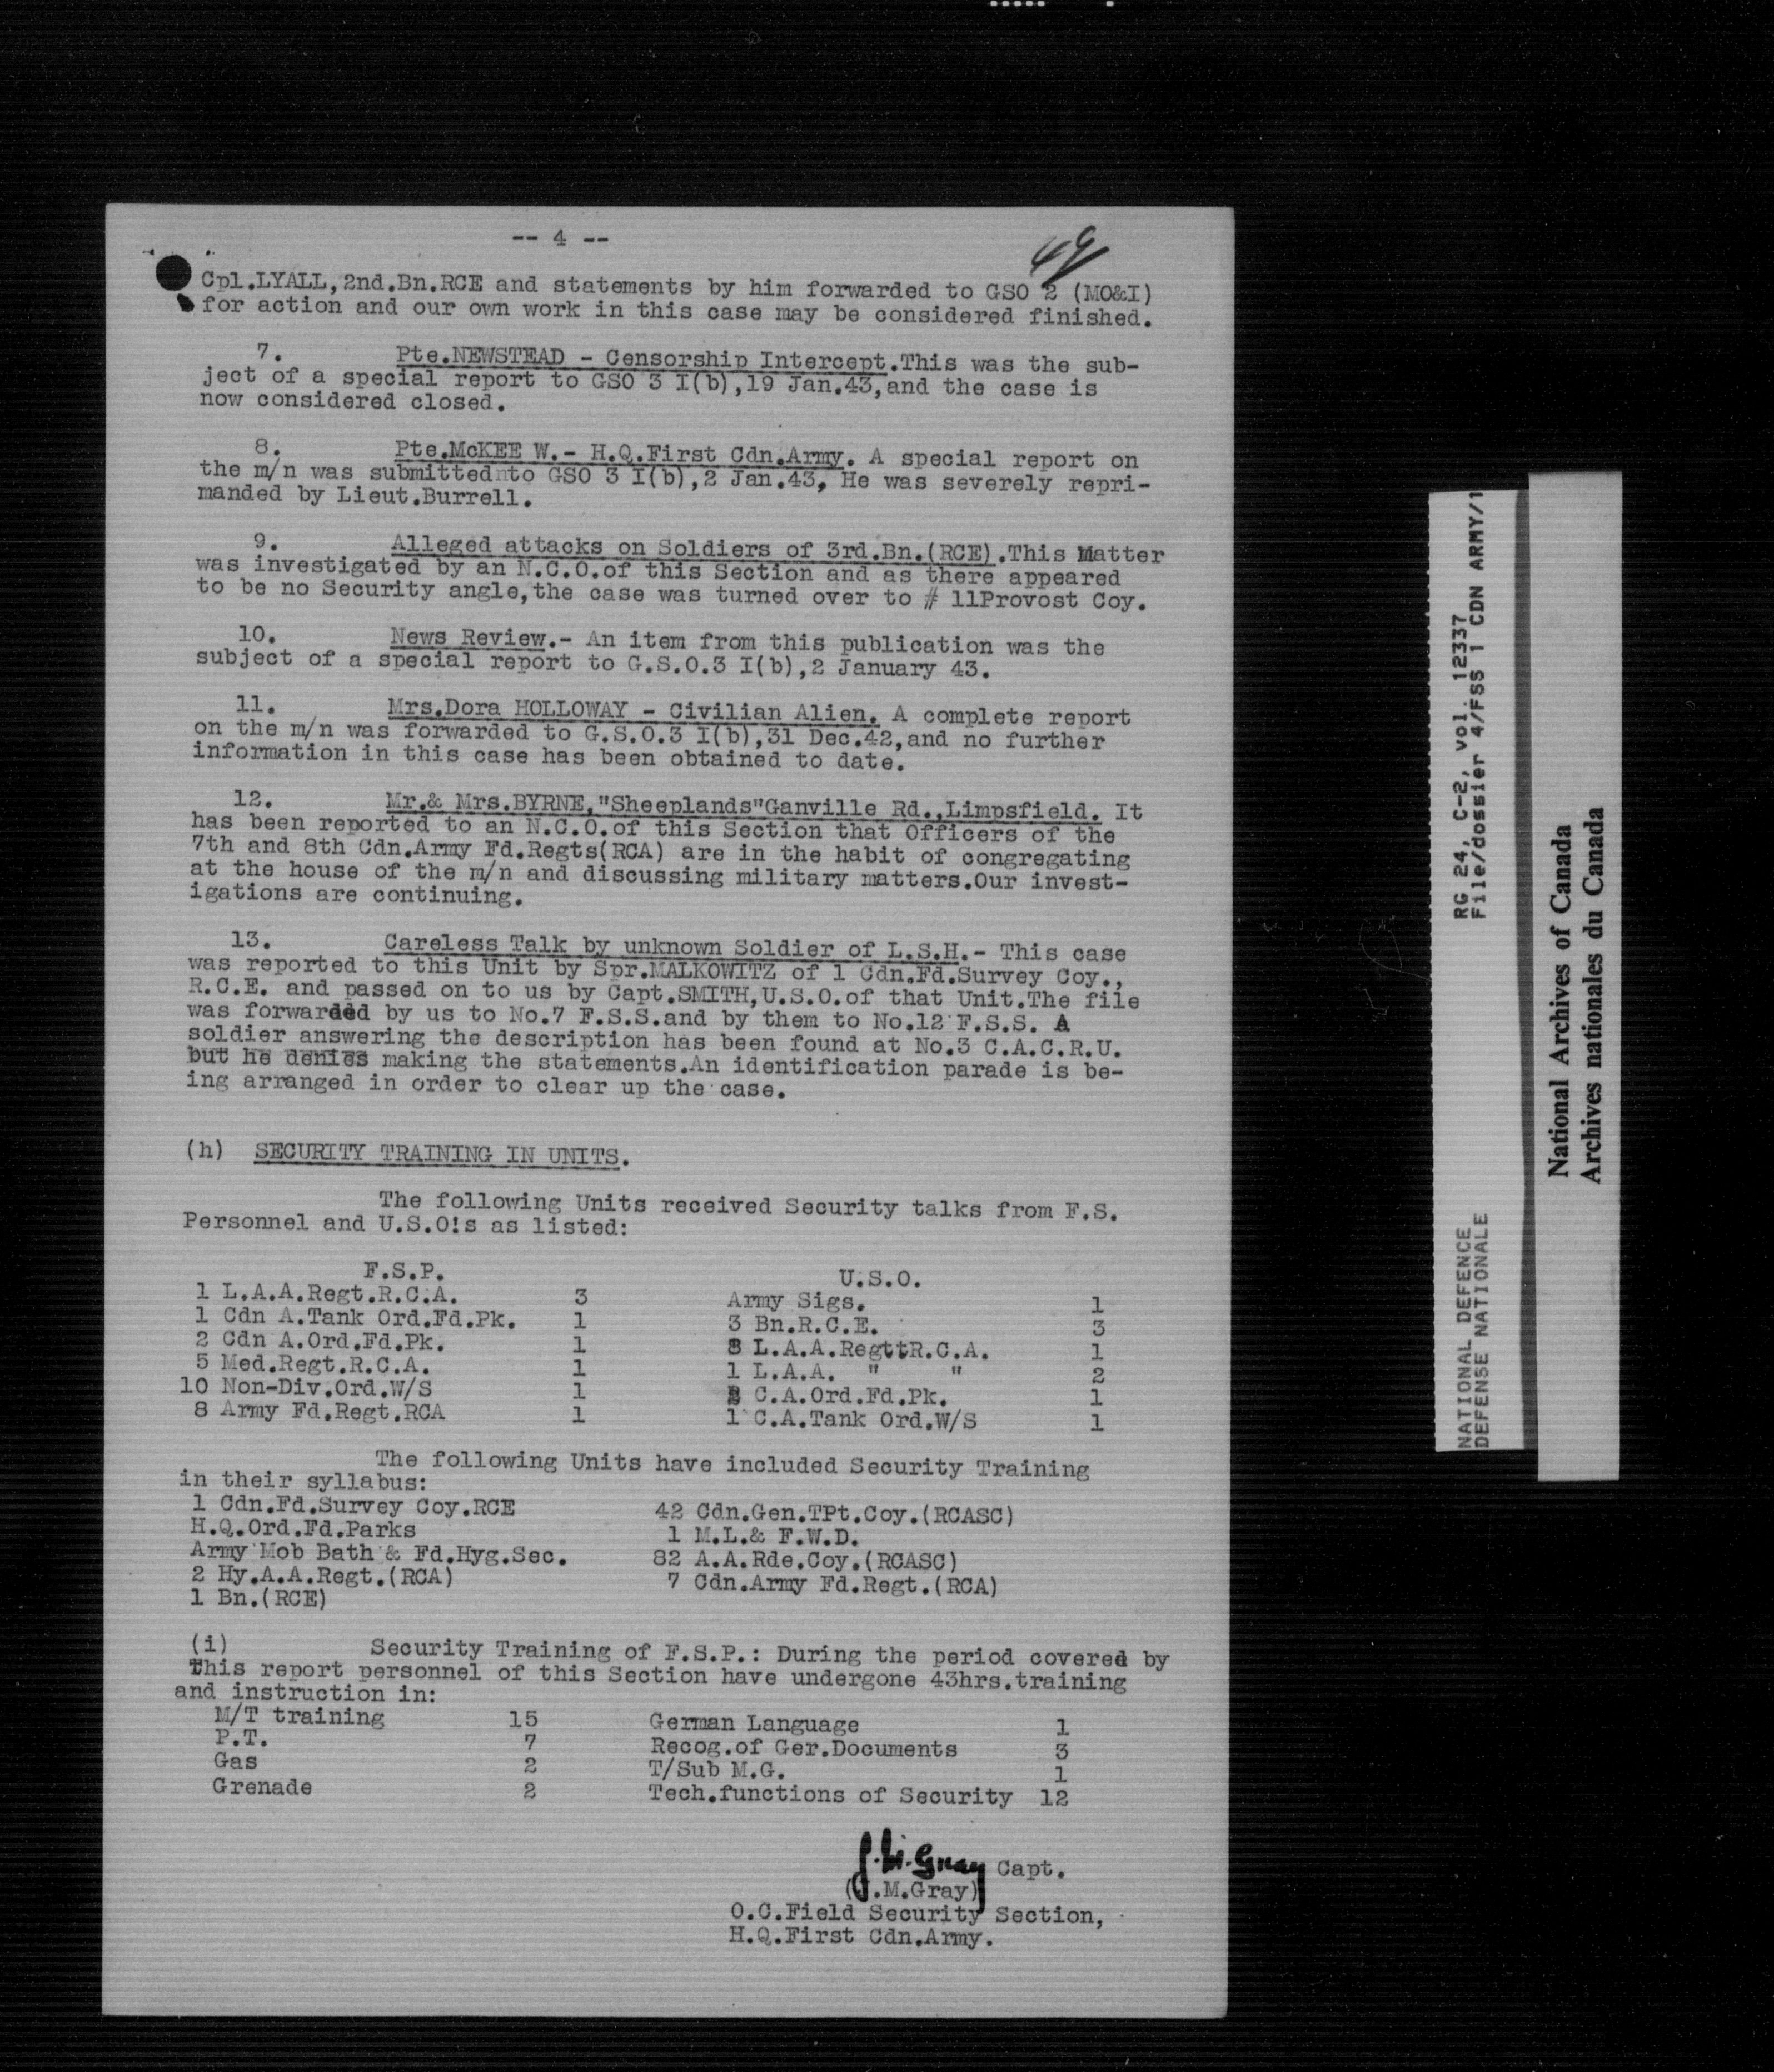 -- 4 --
49
Cpl.LYALL,2nd.Bn.RCE and statements by him forwarded to GSO 2 (MO&I)
for action and our own work in this case may be considered finished.
7. Pte.NEWSTEAD - Censorship Intercept.This was the sub-
ject of a special report to GSO 3 I(b),19 Jan.43,and the case is
now considered closed.
8. Pte.McKEE W.- H.Q.First Cdn.Army. A special report on
the m/n was submittednto GSO 3 I(b),2 Jan.43, He was severely repri-
manded by Lieut.Burrell.
9. Alleged attacks on Soldiers of 3rd.Bn.(RCE).This Matter
was investigated by an N.C.O.of this Section and as there appeared
to be no Security angle,the case was turned over to # 11Provost Coy.
10. News Review.- An item from this publication was the
subject of a special report to G.S.O.3 I(b),2 January 43.
11. Mrs.Dora HOLLOWAY - Civilian Alien. A complete report
on the m/n was forwarded to G.S.O.3 I(b),31 Dec.42,and no further
information in this case has been obtained to date.
12. Mr.& Mrs.BYRNE,"Sheeplands"Ganville Rd.,Limpsfield. It
has been reported to an N.C.O.of this Section that Officers of the
7th and 8th Cdn.Army Fd.Regts(RCA) are in the habit of congregating
at the house of the m/n and discussing military matters.Our invest-
igations are continuing.
13. Careless Talk by unknown Soldier of L.S.H.- This case
was reported to this Unit by Spr.MALKOWITZ of 1 Cdn.Fd.Survey Coy.,
R.C.E. and passed on to us by Capt.SMITH,U.S.O.of that Unit.The file
was forwarded by us to No.7 F.S.S.and by them to No.12 F.S.S. A
soldier answering the description has been found at No.3 C.A.C.R.U.
but he denies making the statements.An identification parade is be-
ing arranged in order to clear up the case.
(h) SECURITY TRAINING IN UNITS.
The following Units received Security talks from F.S.
Personnel and U.S.O!s as listed:
F.S.P. U.S.O.
1 L.A.A.Regt.R.C.A. 3 Army Sigs. 1
1 Cdn A.Tank Ord.Fd.Pk. 1 3 Bn.R.C.E. 3
2 Cdn A.Ord.Fd.Pk. 1 8 L.A.A.RegttR.C.A. 1
5 Med.Regt.R.C.A. 1 1 L.A.A. " " 2
10 Non-Div.Ord.W/S 1 2 C.A.Ord.Fd.Pk. 1
8 Army Fd.Regt.RCA 1 1 C.A.Tank Ord.W/S 1
The following Units have included Security Training
in their syllabus:
1 Cdn.Fd.Survey Coy.RCE 42 Cdn.Gen.TPt.Coy.(RCASC)
H.Q.Ord.Fd.Parks 1 M.L.& F.W.D.
Army Mob Bath & Fd.Hyg.Sec. 82 A.A.Rde.Coy.(RCASC)
2 Hy.A.A.Regt.(RCA) 7 Cdn.Army Fd.Regt.(RCA)
1 Bn.(RCE)
(i) Security Training of F.S.P.: During the period covered by
This report personnel of this Section have undergone 43hrs.training
and instruction in:
M/T training 15 German Language 1
P.T. 7 Recog.of Ger.Documents 3
Gas 2 T/Sub M.G. 1
Grenade 2 Tech.functions of Security 12
J.M.Gray Capt.
(J.M.Gray)
O.C.Field Security Section,
H.Q.First Cdn.Army.
NATIONAL DEFENCE RG 24, C-2, vol. 12337
DEFENSE NATIONALE File/dossier 4/FSS 1 CDN ARMY/1
National Archives of Canada
Archives nationales du Canada